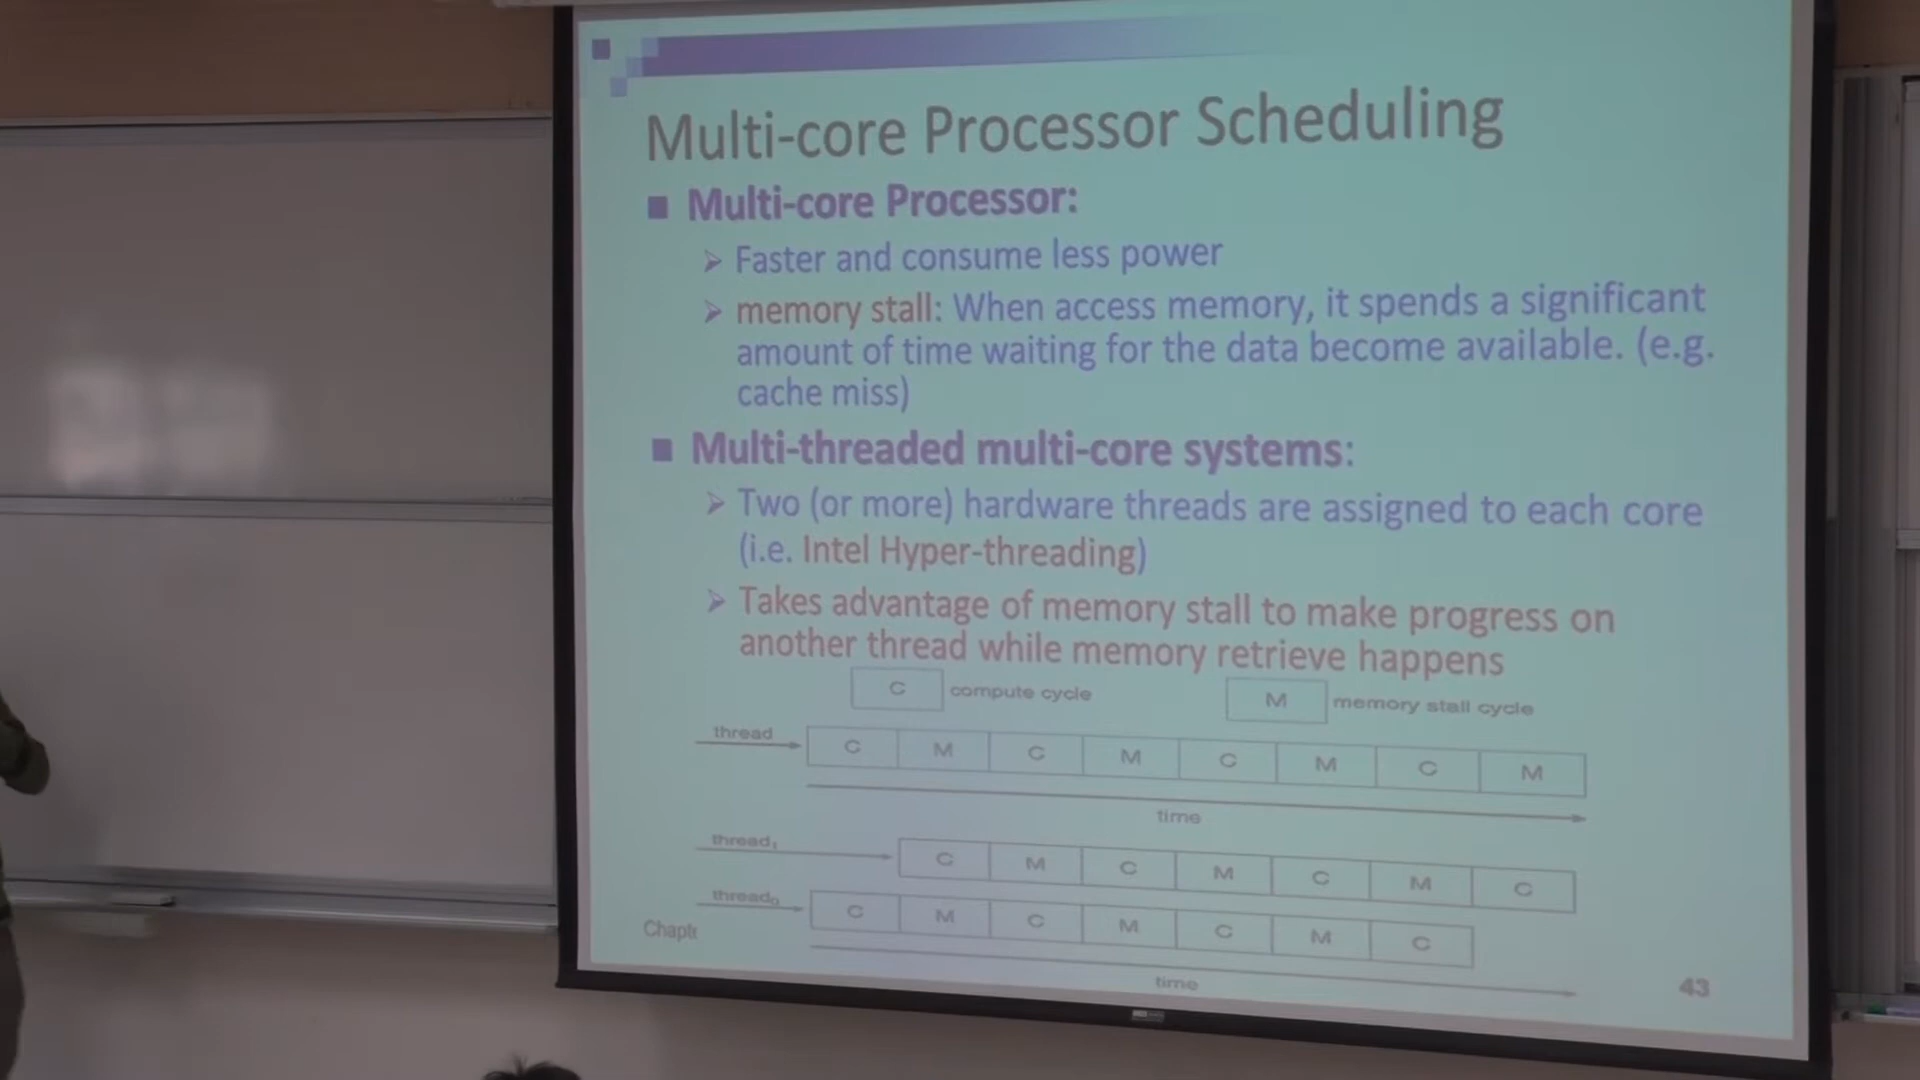 Multi-core Processor Scheduling
Multi-core Processor:
Faster and consume less power
memory stall: When access memory, it spends a significant
amount of time waiting for the data become available. (e.g.
cache miss)
Multi-threaded multi-core systems:
Two (or more) hardware threads are assigned to each core
(i.e. Intel Hyper-threading)
Takes advantage of memory stall to make progress on
another thread while memory retrieve happens
C compute cycle M memory stall cycle
thread C M C M C M C M
time
thread₁ C M C M C M C
thread₀ C M C M C M C
Chapt
time
43